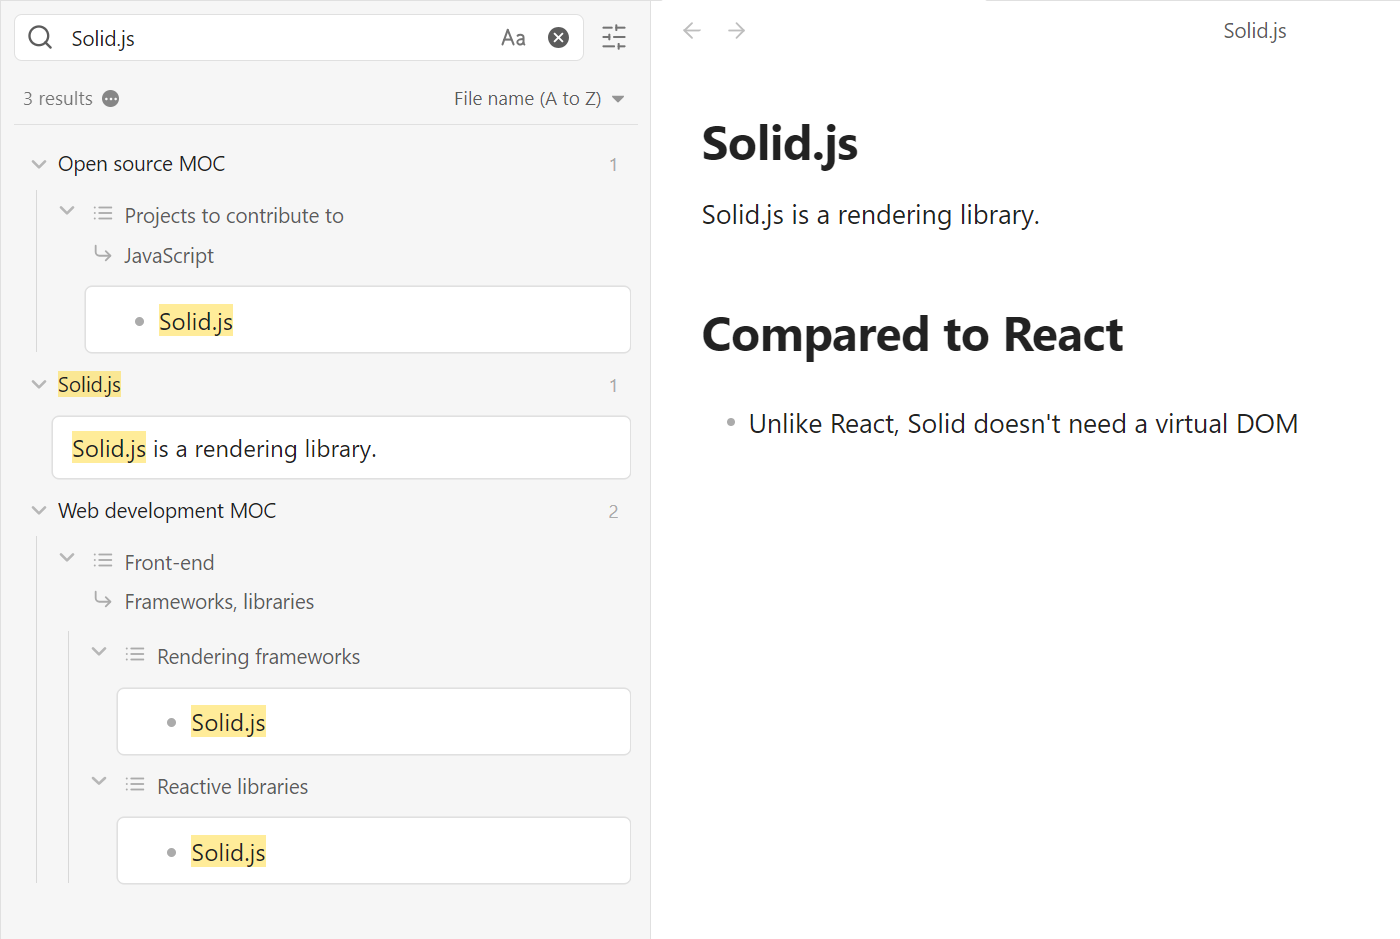 Solid.js
Aa
3 results
File name (A to Z)
Open source MOC 1
Projects to contribute to
JavaScript
Solid.js
Solid.js 1
Solid.js is a rendering library.
Web development MOC 2
Front-end
Frameworks, libraries
Rendering frameworks
Solid.js
Reactive libraries
Solid.js
Solid.js
Solid.js
Solid.js is a rendering library.
Compared to React
Unlike React, Solid doesn't need a virtual DOM